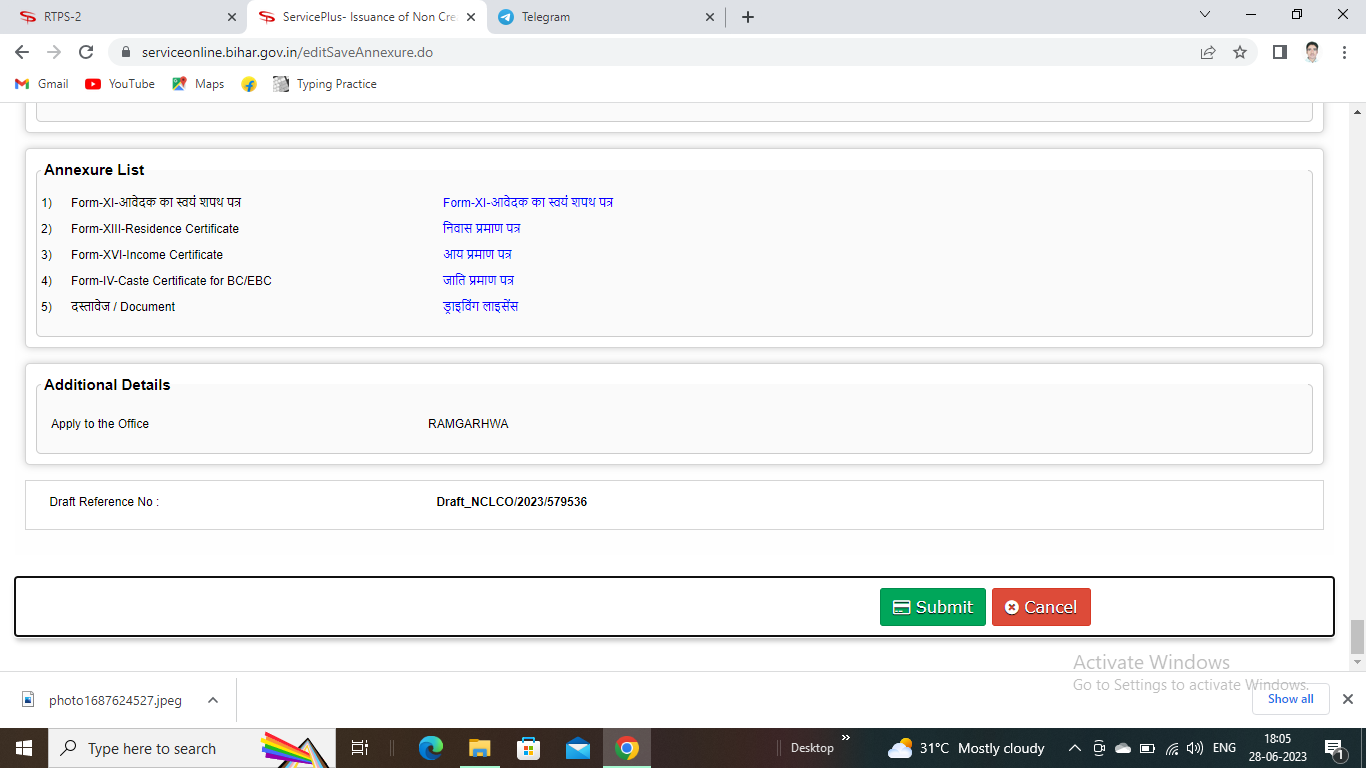 RTPS-2
ServicePlus- Issuance of Non Cre
Telegram
serviceonline.bihar.gov.in/editSaveAnnexure.do
Gmail
YouTube
Maps
Typing Practice
Annexure List
1) Form-XI-आवेदक का स्वयं शपथ पत्र Form-XI-आवेदक का स्वयं शपथ पत्र
2) Form-XIII-Residence Certificate निवास प्रमाण पत्र
3) Form-XVI-Income Certificate आय प्रमाण पत्र
4) Form-IV-Caste Certificate for BC/EBC जाति प्रमाण पत्र
5) दस्तावेज / Document ड्राइविंग लाइसेंस
Additional Details
Apply to the Office RAMGARHWA
Draft Reference No : Draft_NCLCO/2023/579536
Submit Cancel
Activate Windows
Go to Settings to activate Windows.
photo1687624527.jpeg
Show all
Type here to search
Desktop
31°C Mostly cloudy
ENG
18:05
28-06-2023
1